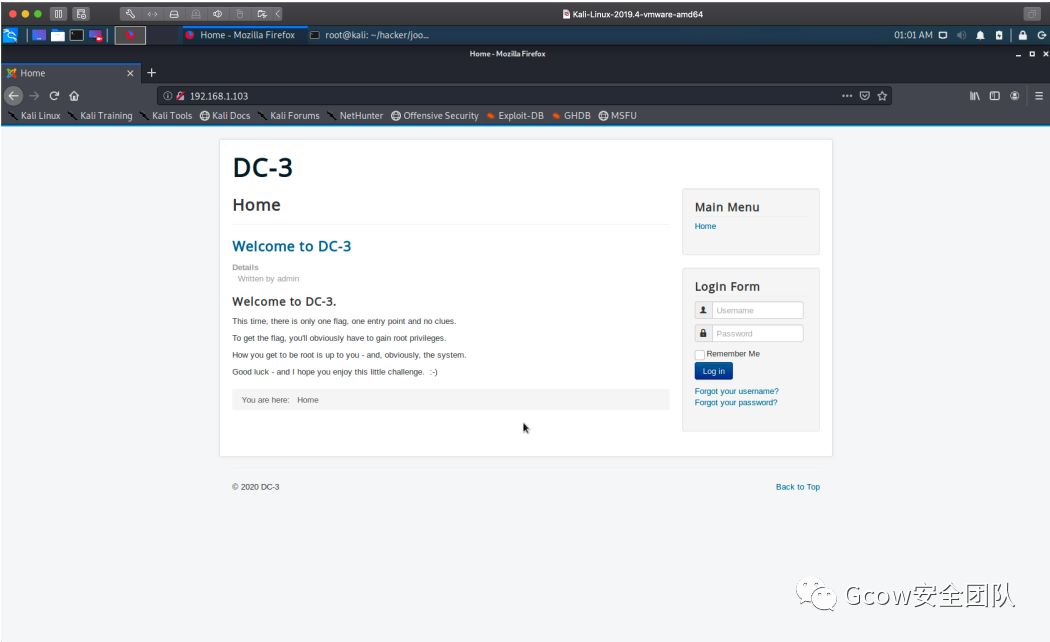 Kali-Linux-2019.4-vmware-amd64
Home - Mozilla Firefox
root@kali: ~/hacker/joo...
01:01 AM
Home - Mozilla Firefox
Home
192.168.1.103
Kali Linux
Kali Training
Kali Tools
Kali Docs
Kali Forums
NetHunter
Offensive Security
Exploit-DB
GHDB
MSFU
DC-3
Home
Welcome to DC-3
Details
Written by admin
Welcome to DC-3.
This time, there is only one flag, one entry point and no clues.
To get the flag, you'll obviously have to gain root privileges.
How you get to be root is up to you - and, obviously, the system.
Good luck - and I hope you enjoy this little challenge.  :-)
You are here: Home
Main Menu
Home
Login Form
Username
Password
Remember Me
Log in
Forgot your username?
Forgot your password?
© 2020 DC-3
Back to Top
Gcow安全团队